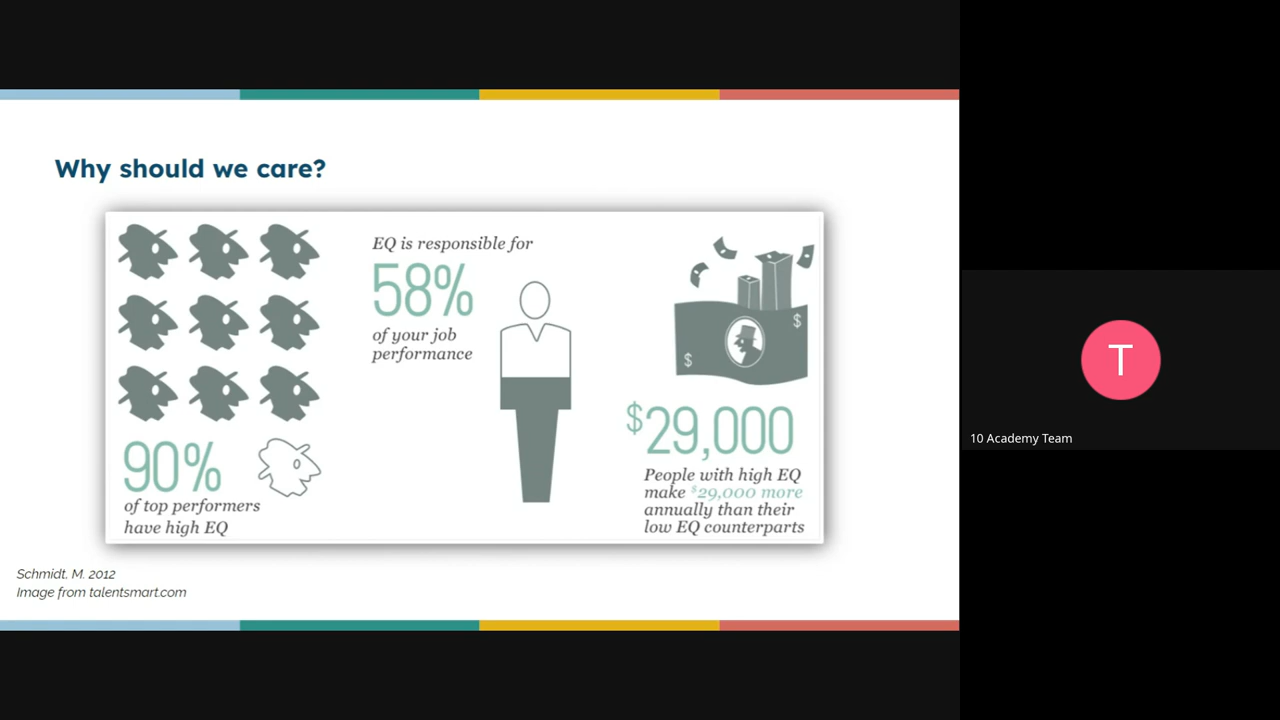 Why should we care?
90%
of top performers
have high EQ
EQ is responsible for
58%
of your job
performance
$
$
$29,000
People with high EQ
make $29,000 more
annually than their
low EQ counterparts
Schmidt, M. 2012
Image from talentsmart.com
T
10 Academy Team